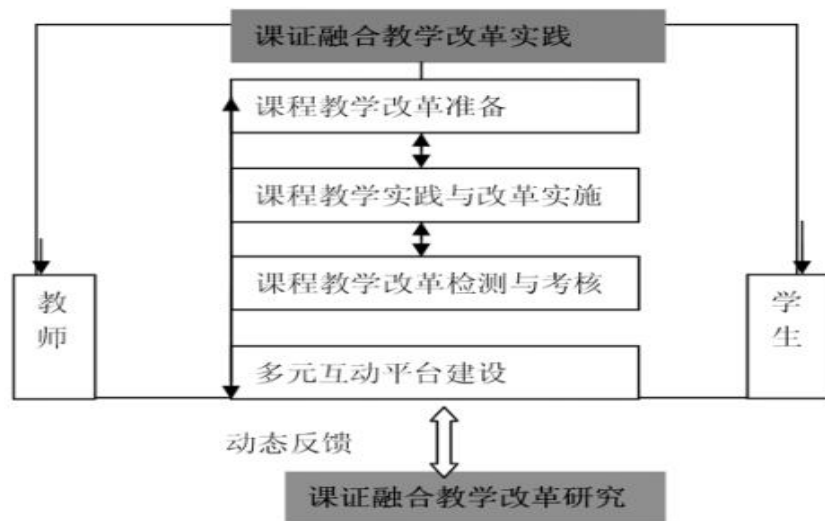 课证融合教学改革实践
课程教学改革准备
课程教学实践与改革实施
课程教学改革检测与考核
教师
学生
多元互动平台建设
动态反馈
课证融合教学改革研究